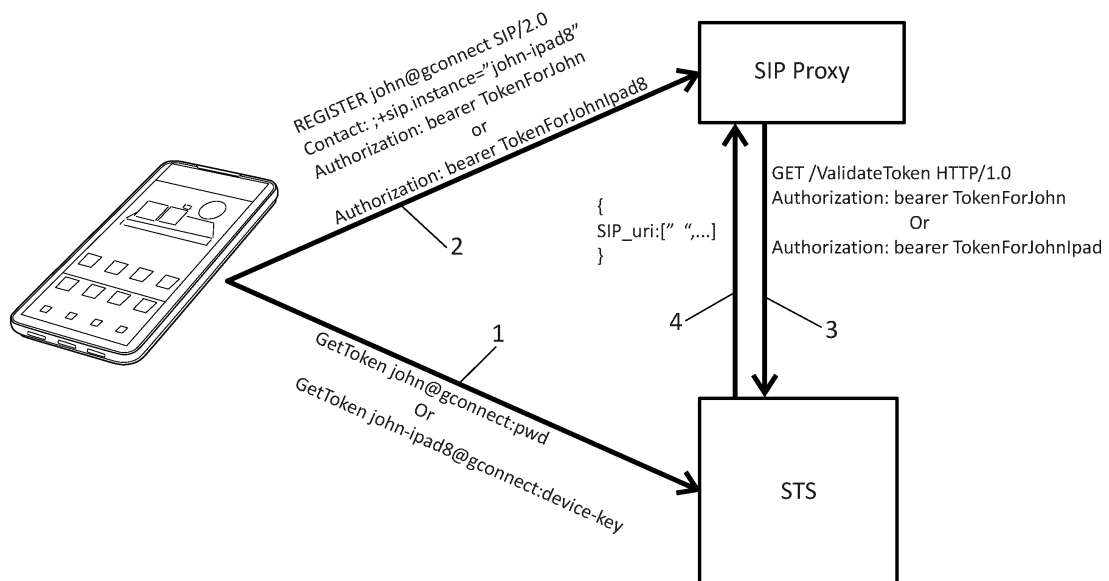 REGISTER john@gconnect SIP/2.0
Contact: ;+sip.instance=”john-ipad8”
Authorization: bearer TokenForJohn
or
Authorization: bearer TokenForJohnIpad8
2
SIP Proxy
{
SIP_uri:[” “,...]
}
GET /ValidateToken HTTP/1.0
Authorization: bearer TokenForJohn
Or
Authorization: bearer TokenForJohnIpad
4
3
1
GetToken john@gconnect:pwd
Or
GetToken john-ipad8@gconnect:device-key
STS